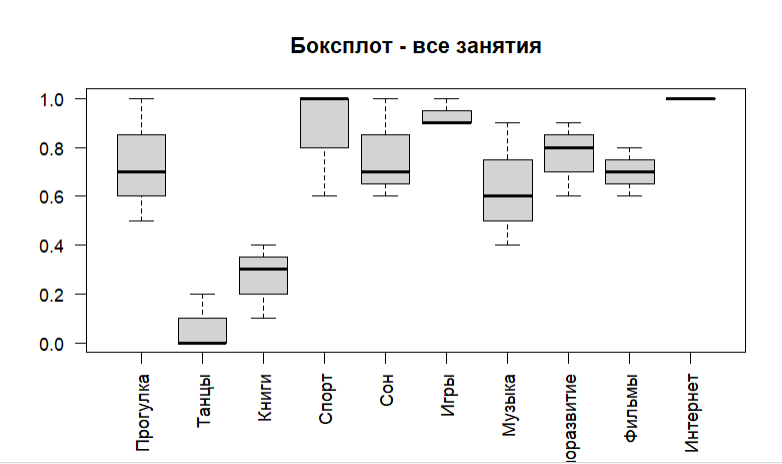 Боксплот - все занятия
1.0
0.8
0.6
0.4
0.2
0.0
Прогулка
Танцы
Книги
Спорт
Сон
Игры
Музыка
моразвитие
Фильмы
Интернет